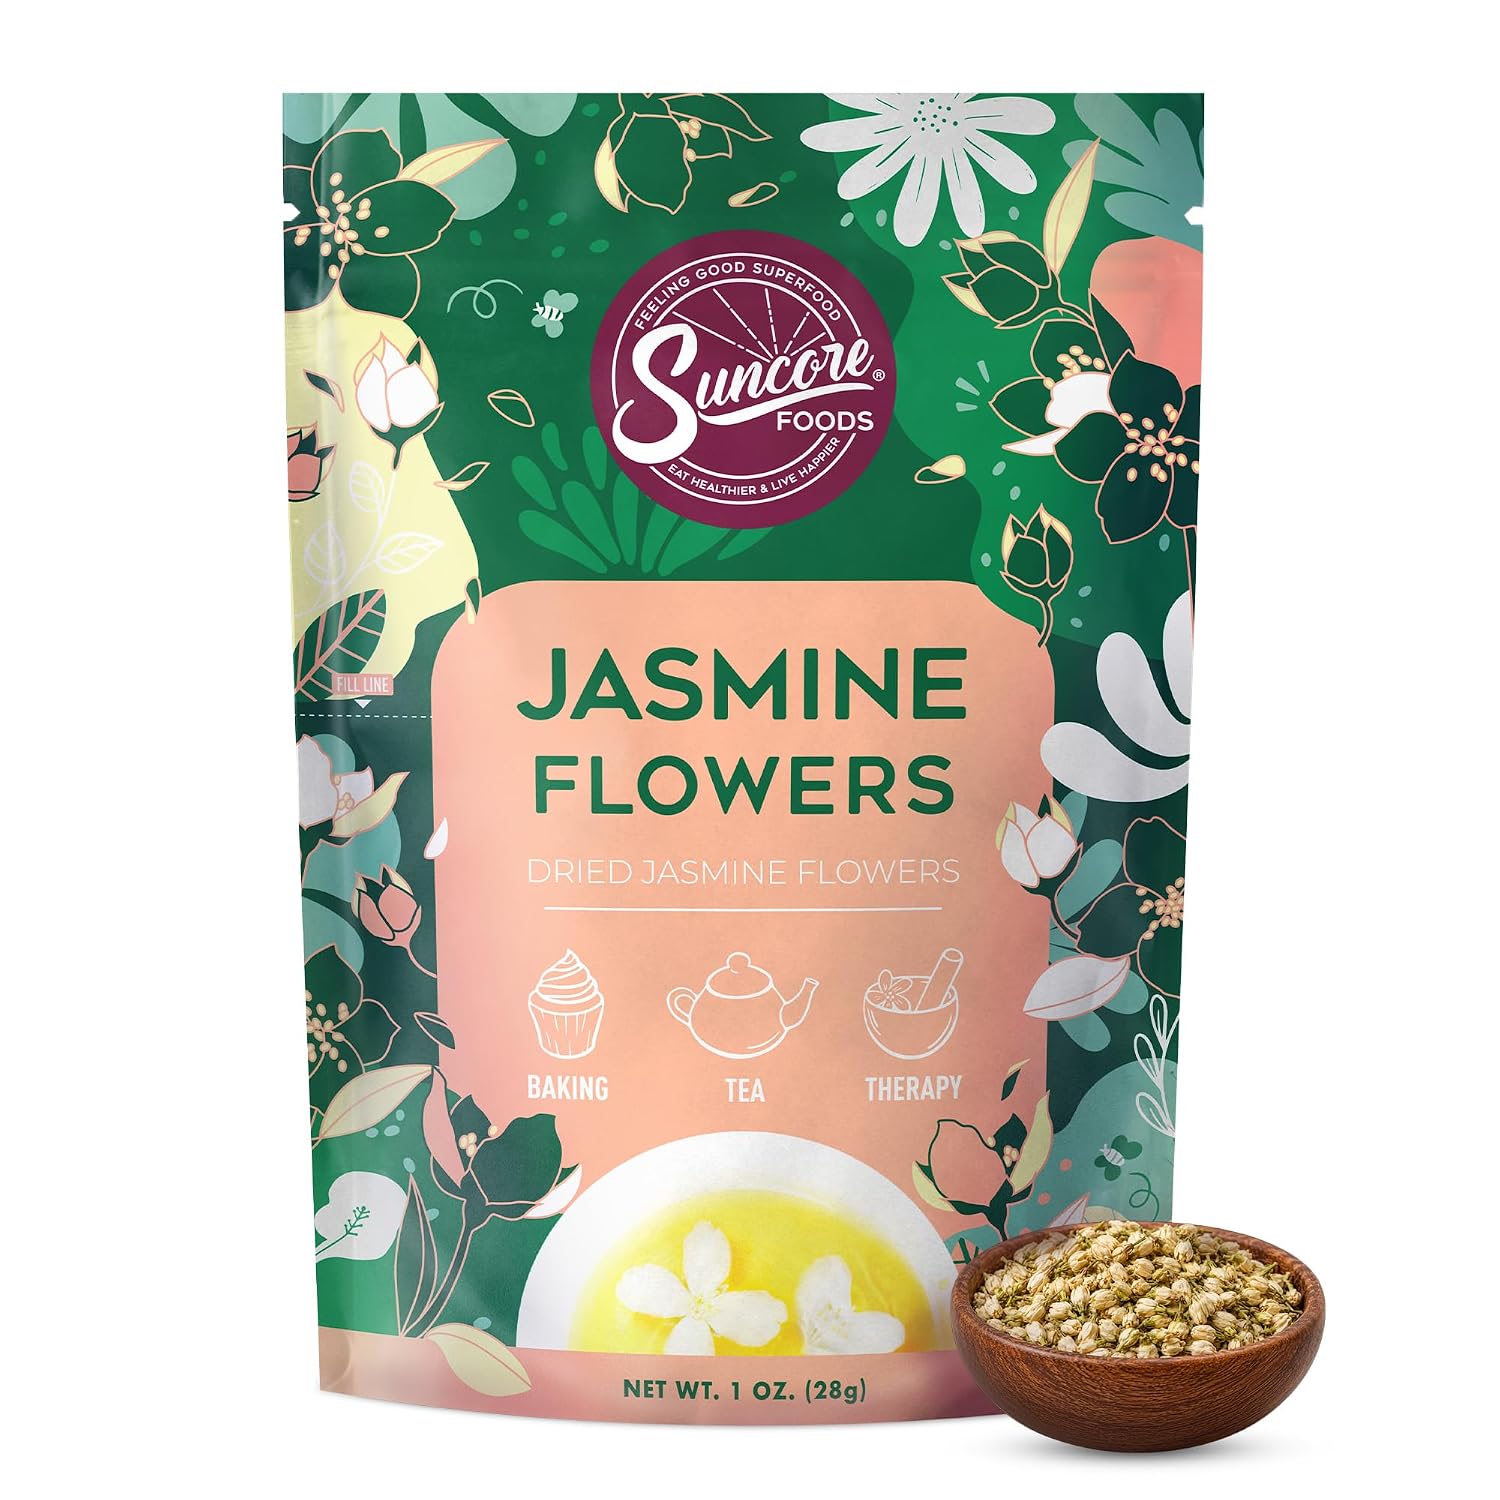 FEELING GOOD SUPERFOOD
Suncore®
FOODS
EAT HEALTHIER & LIVE HAPPIER
FILL LINE
JASMINE
FLOWERS
DRIED JASMINE FLOWERS
BAKING TEA THERAPY
NET WT. 1 OZ. (28g)